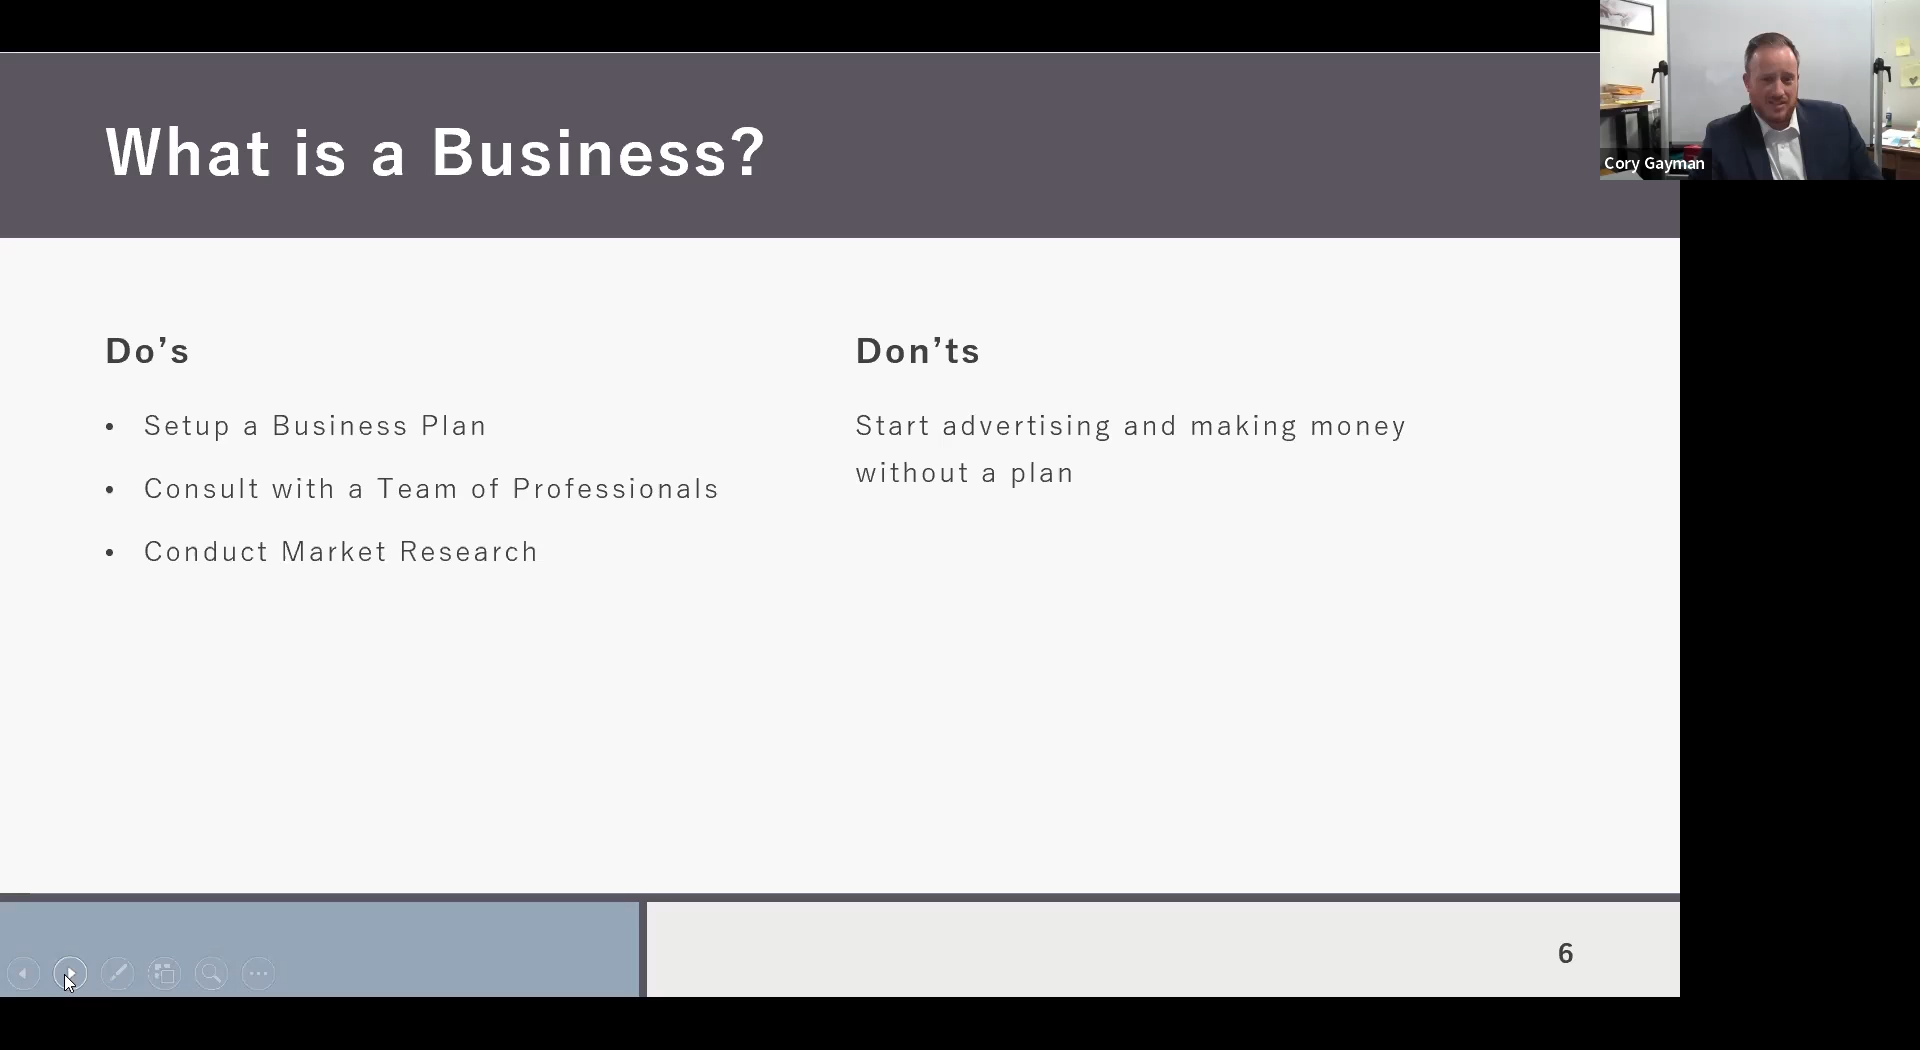 What is a Business?
Cory Gayman
Do’s
• Setup a Business Plan
• Consult with a Team of Professionals
• Conduct Market Research
Don’ts
Start advertising and making money
without a plan
6